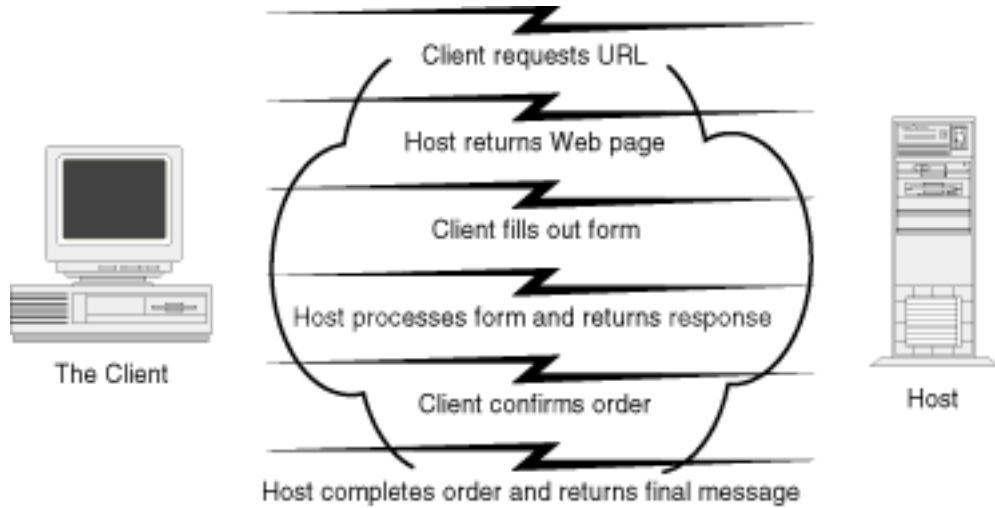 Client requests URL
Host returns Web page
Client fills out form
Host processes form and returns response
The Client
Client confirms order
Host
Host completes order and returns final message